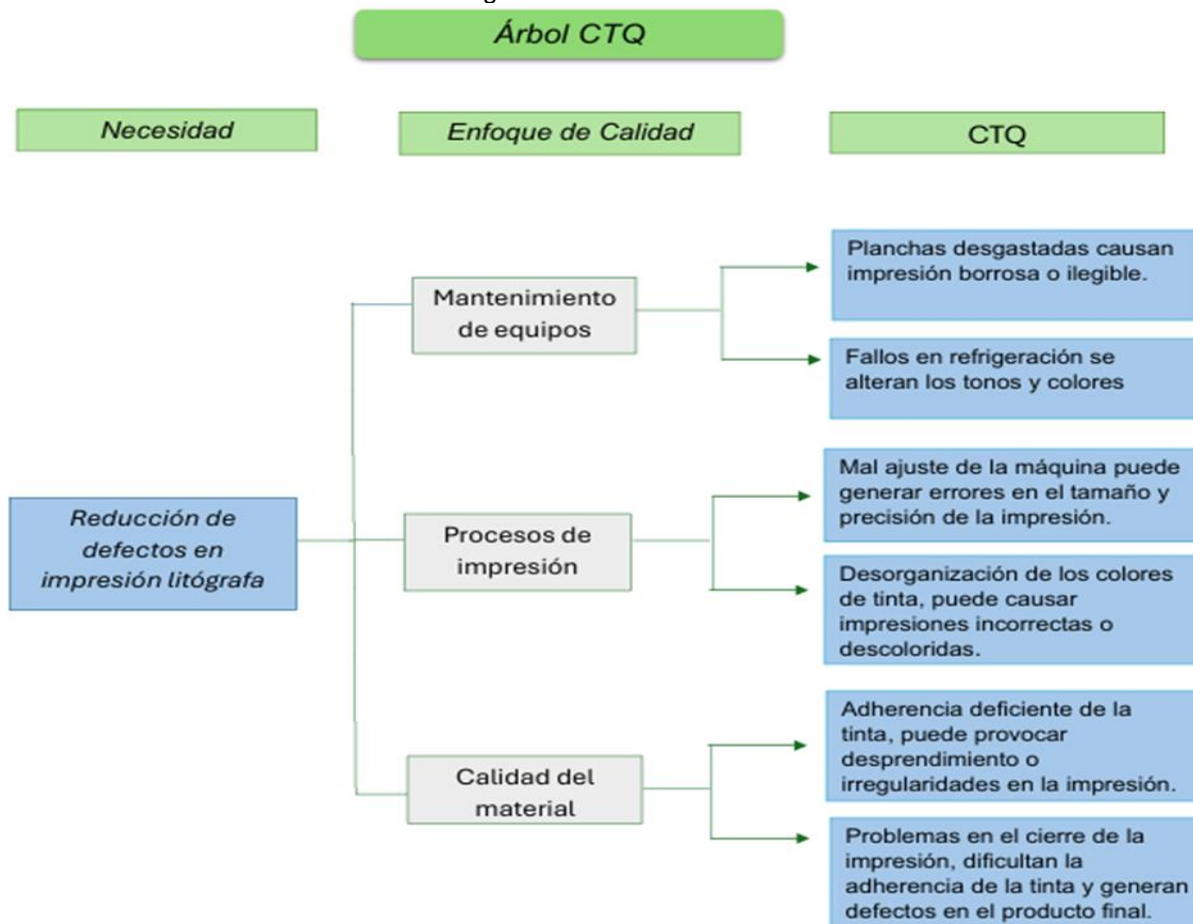 Árbol CTQ
Necesidad
Enfoque de Calidad
CTQ
Reducción de
defectos en
impresión litógrafa
Mantenimiento
de equipos
Planchas desgastadas causan
impresión borrosa o ilegible.
Fallos en refrigeración se
alteran los tonos y colores
Procesos de
impresión
Mal ajuste de la máquina puede
generar errores en el tamaño y
precisión de la impresión.
Desorganización de los colores
de tinta, puede causar
impresiones incorrectas o
descoloridas.
Calidad del
material
Adherencia deficiente de la
tinta, puede provocar
desprendimiento o
irregularidades en la impresión.
Problemas en el cierre de la
impresión, dificultan la
adherencia de la tinta y generan
defectos en el producto final.